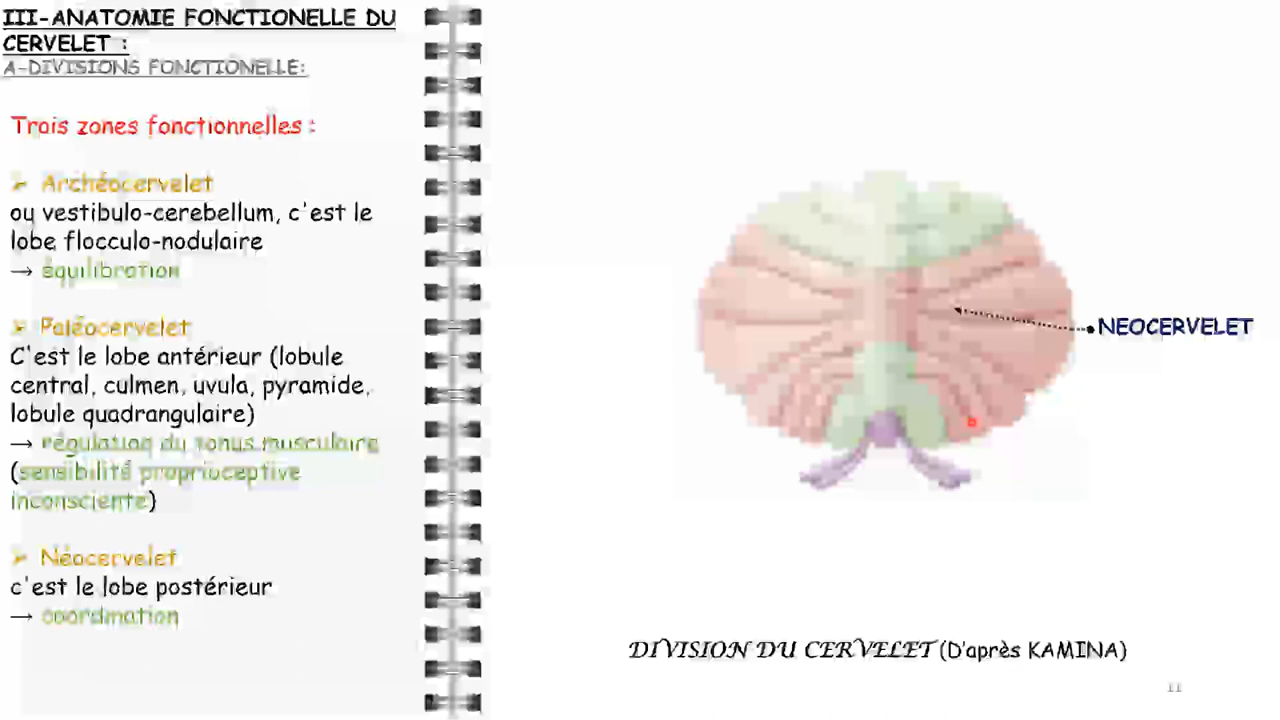 III-ANATOMIE FONCTIONELLE DU
CERVELET :
A-DIVISIONS FONCTIONELLE:
Trois zones fonctionnelles :
➢ Archéocervelet
ou vestibulo-cerebellum, c'est le
lobe flocculo-nodulaire
→ équilibration
➢ Paléocervelet
C'est le lobe antérieur (lobule
central, culmen, uvula, pyramide,
lobule quadrangulaire)
→ régulation du tonus musculaire
(sensibilité proprioceptive
inconsciente)
➢ Néocervelet
c'est le lobe postérieur
→ coordination
NEOCERVELET
DIVISION DU CERVELET (D'après KAMINA)
11